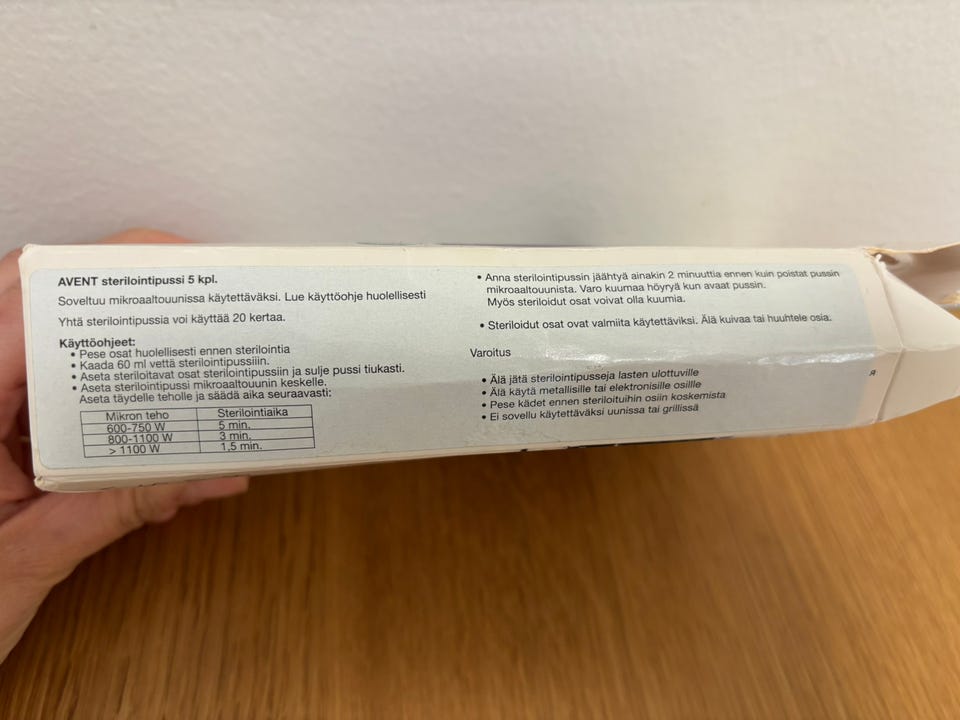 AVENT sterilointipussi 5 kpl.
Soveltuu mikroaaltouunissa käytettäväksi. Lue käyttöohje huolellisesti
Yhtä sterilointipussia voi käyttää 20 kertaa.
Käyttöohjeet:
• Pese osat huolellisesti ennen sterilointia
• Kaada 60 ml vettä sterilointipussiiin.
• Aseta steriloitavat osat sterilointipussiin ja sulje pussi tiukasti.
• Aseta sterilointipussi mikroaaltouunin keskelle.
Aseta täydelle teholle ja säädä aika seuraavasti:
Mikron teho Sterilointiaika
600-750 W 5 min.
800-1100 W 3 min.
> 1100 W 1,5 min.
• Anna sterilointipussin jäähtyä ainakin 2 minuuttia ennen kuin poistat pussin
mikroaaltouunista. Varo kuumaa höyryä kun avaat pussin.
Myös steriloidut osat voivat olla kuumia.
• Steriloidut osat ovat valmiita käytettäviksi. Älä kuivaa tai huuhtele osia.
Varoitus
• Älä jätä sterilointipusseja lasten ulottuville
• Älä käytä metallisille tai elektronisille osillle
• Pese kädet ennen steriloituihin osiin koskemista
• Ei sovellu käytettäväksi uunissa tai grillissä